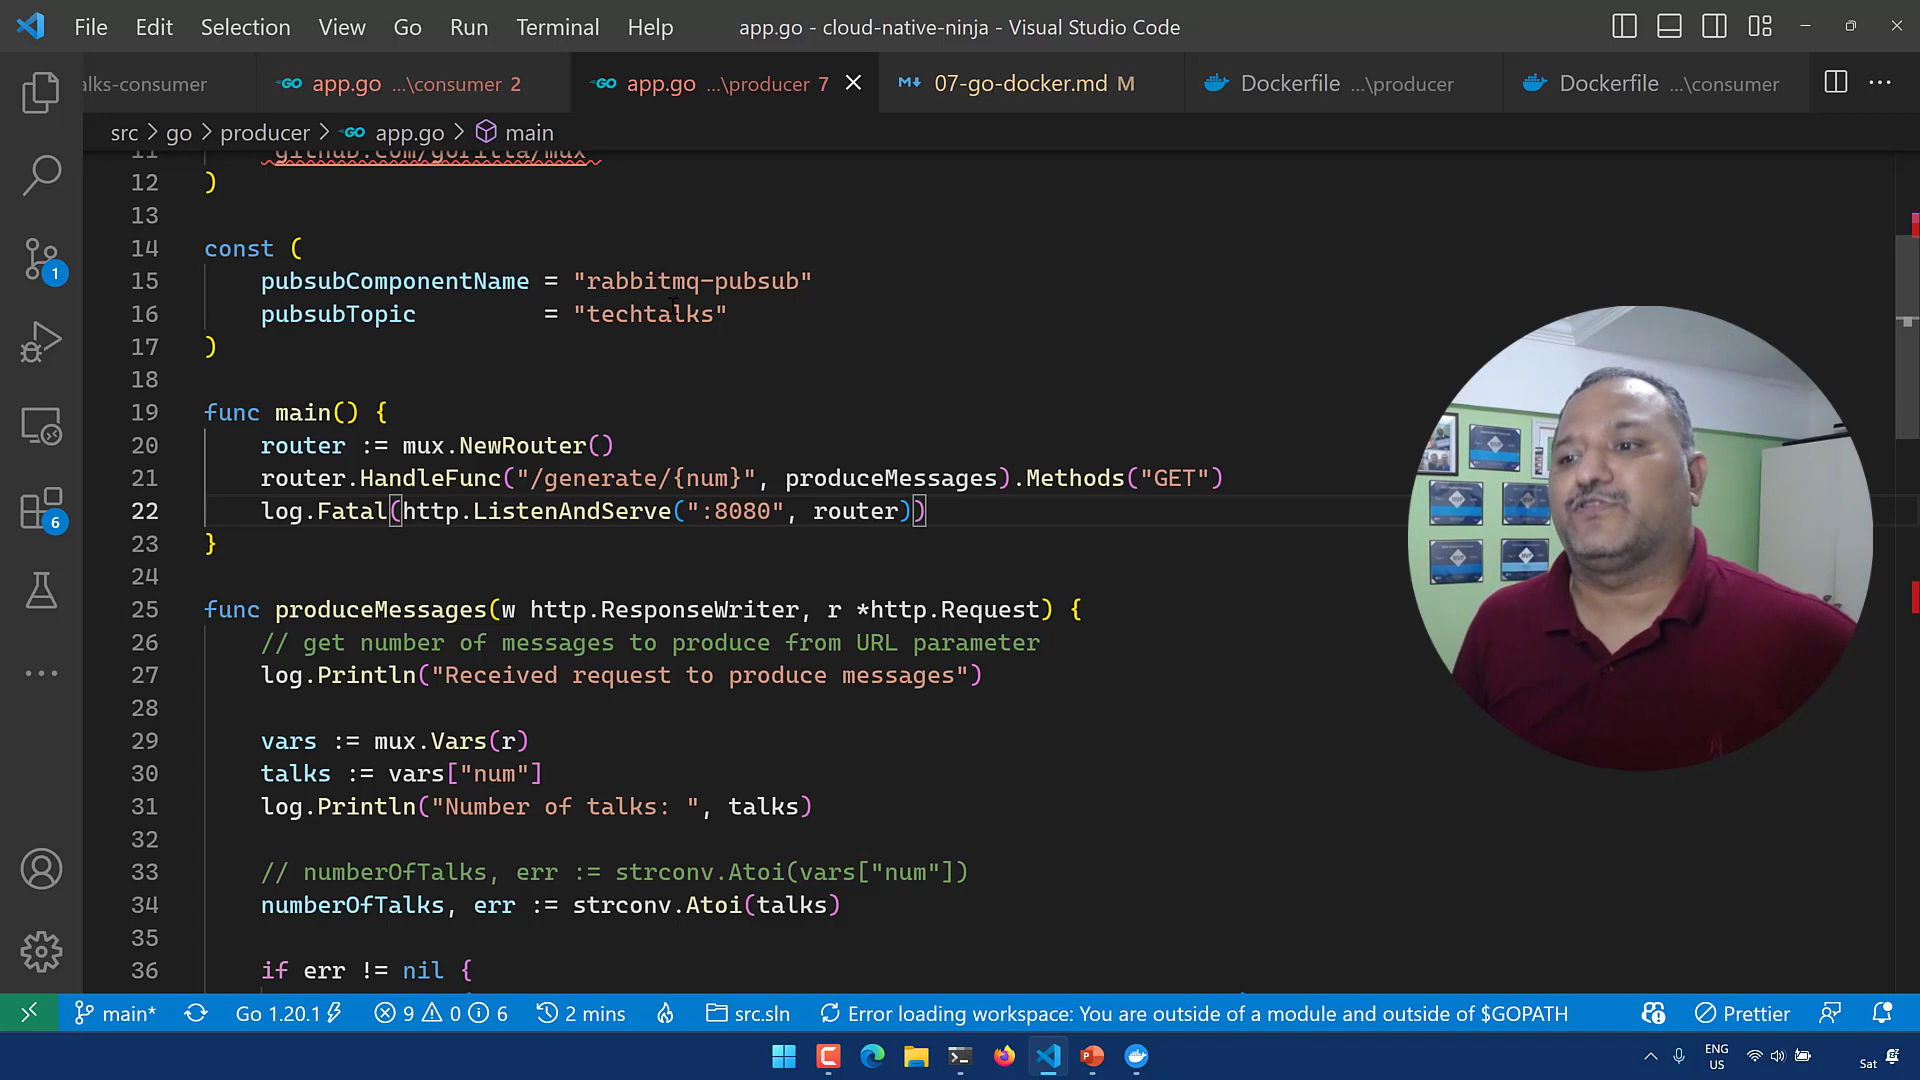 File Edit Selection View Go Run Terminal Help app.go - cloud-native-ninja - Visual Studio Code
alks-consumer app.go ...\consumer 2 app.go ...\producer 7 07-go-docker.md M Dockerfile ...\producer Dockerfile ...\consumer
src > go > producer > app.go > main
11 "github.com/gorilla/mux"
12 )
13
14 const (
15 pubsubComponentName = "rabbitmq-pubsub"
16 pubsubTopic = "techtalks"
17 )
18
19 func main() {
20 router := mux.NewRouter()
21 router.HandleFunc("/generate/{num}", produceMessages).Methods("GET")
22 log.Fatal(http.ListenAndServe(":8080", router))
23 }
24
25 func produceMessages(w http.ResponseWriter, r *http.Request) {
26 // get number of messages to produce from URL parameter
27 log.Println("Received request to produce messages")
28
29 vars := mux.Vars(r)
30 talks := vars["num"]
31 log.Println("Number of talks: ", talks)
32
33 // numberOfTalks, err := strconv.Atoi(vars["num"])
34 numberOfTalks, err := strconv.Atoi(talks)
35
36 if err != nil {
1
6
main* Go 1.20.1 9 0 6 2 mins src.sln Error loading workspace: You are outside of a module and outside of $GOPATH Prettier
ENG
US
Sat